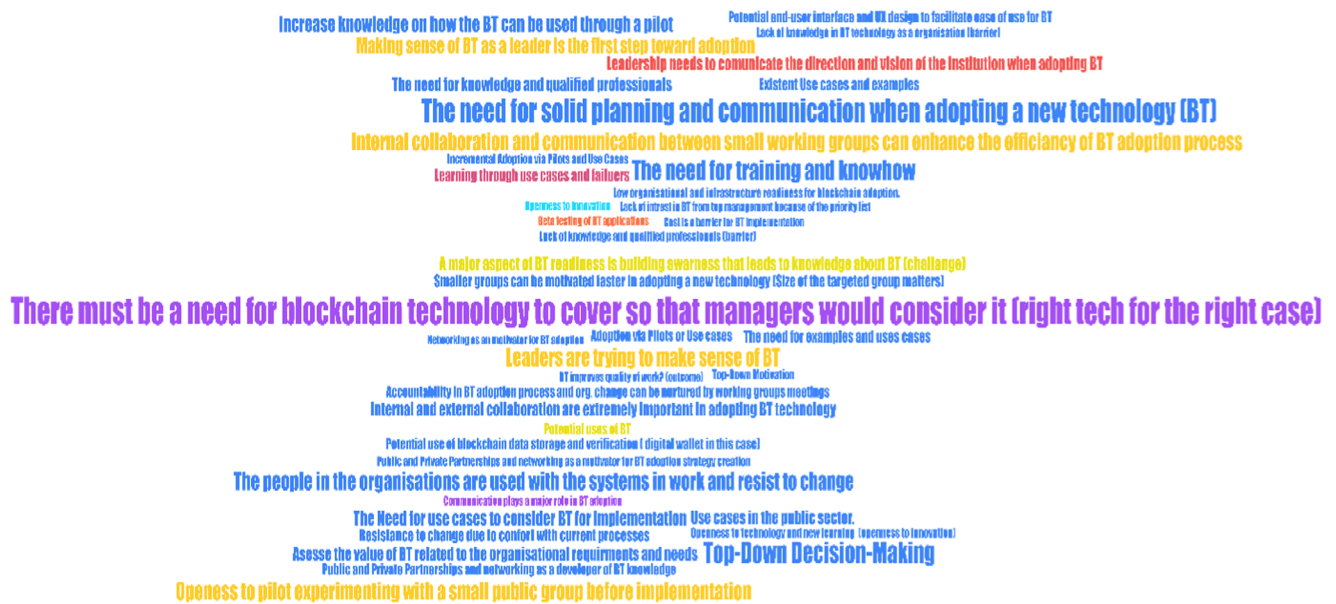 Increase knowledge on how the BT can be used through a pilot
Potential end-user interface and UX design to facilitate ease of use for BT
Lack of knowledge in BT technology as a organisation (barrier)
Making sense of BT as a leader is the first step toward adoption
Leadership needs to comunicate the direction and vision of the institution when adopting BT
The need for knowledge and qualified professionals
Existent Use cases and examples
The need for solid planning and communication when adopting a new technology (BT)
Internal collaboration and communication between small working groups can enhance the efficiancy of BT adoption process
Incremental Adoption via Pilots and Use Cases
Learning through use cases and failuers
The need for training and knowhow
Low organisational and infrastructure readiness for blockchain adoption.
Openness to Innovation
Lack of intrest in BT from top management because of the priority list
Beta testing of BT applications
Cost is a barrier for BT implementation
Lack of knowledge and qualified professionals (barrier)
A major aspect of BT readiness is building awarness that leads to knowledge about BT (challange)
Smaller groups can be motivated faster in adopting a new technology (Size of the targeted group matters)
There must be a need for blockchain technology to cover so that managers would consider it (right tech for the right case)
Networking as an motivator for BT adoption
Adoption via Pilots or Use cases
The need for examples and uses cases
Leaders are trying to make sense of BT
BT improves quality of work? (outcome)
Top-Down Motivation
Accountability in BT adoption process and org. change can be nurtured by working groups meetings
Internal and external collaboration are extremely important in adopting BT technology
Potential uses of BT
Potential use of blockchain data storage and verification ( digital wallet in this case)
Public and Private Partnerships and networking as a motivator for BT adoption strategy creation
The people in the organisations are used with the systems in work and resist to change
Communication plays a major role in BT adoption
The Need for use cases to consider BT for Implementation
Use cases in the public sector.
Resistance to change due to confort with current processes
Openness to technology and new learning (openness to innovation)
Asesse the value of BT related to the organisational requirments and needs
Top-Down Decision-Making
Public and Private Partnerships and networking as a developer of BT knowledge
Openess to pilot experimenting with a small public group before implementation